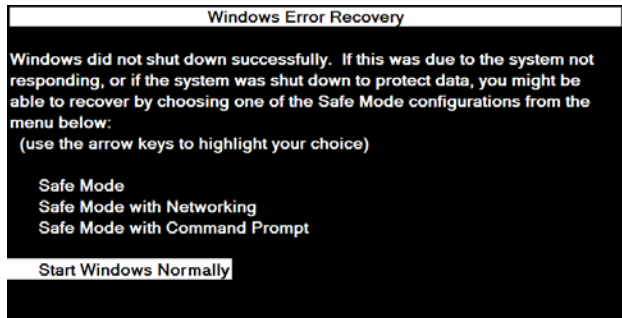 Windows Error Recovery
Windows did not shut down successfully. If this was due to the system not
responding, or if the system was shut down to protect data, you might be
able to recover by choosing one of the Safe Mode configurations from the
menu below:
(use the arrow keys to highlight your choice)
Safe Mode
Safe Mode with Networking
Safe Mode with Command Prompt
Start Windows Normally